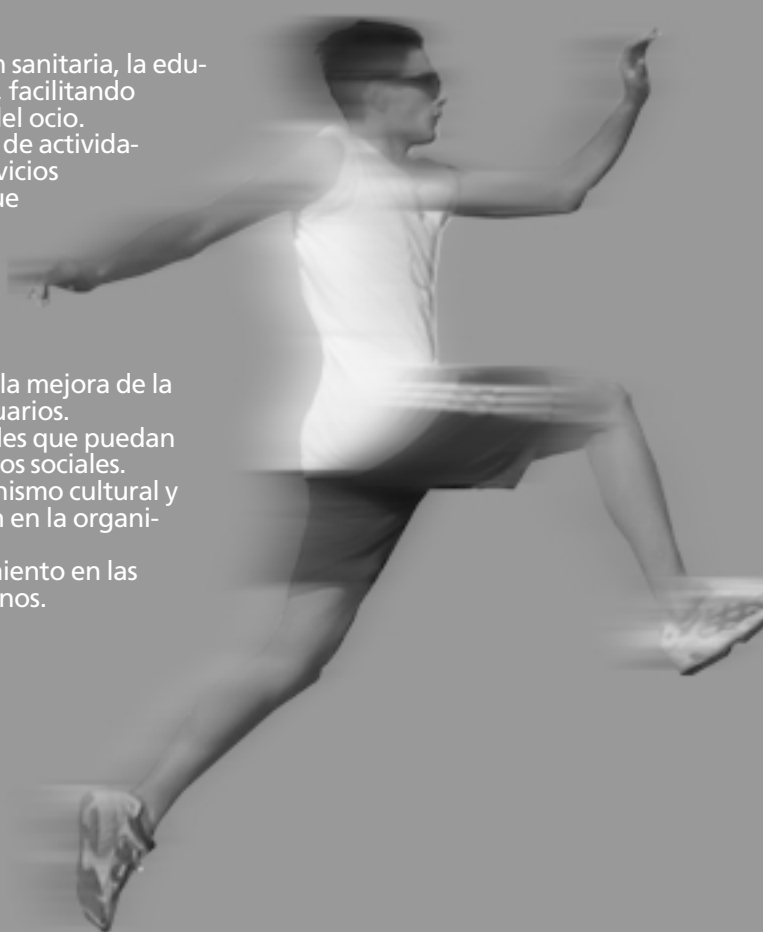 n sanitaria, la edu-
facilitando
del ocio.
de activida-
vicios
ue
la mejora de la
uarios.
les que puedan
os sociales.
nismo cultural y
n en la organi-
niento en las
nos.